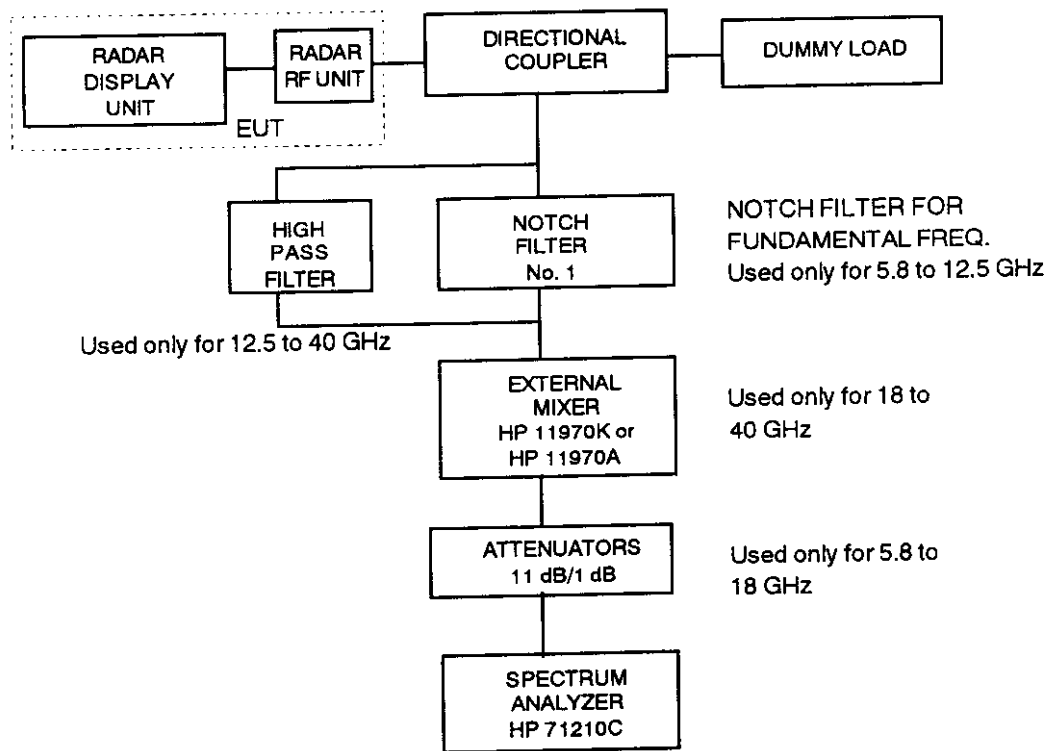 RADAR
DISPLAY
UNIT
RADAR
RF UNIT
EUT
DIRECTIONAL
COUPLER
DUMMY LOAD
HIGH
PASS
FILTER
NOTCH
FILTER
No. 1
NOTCH FILTER FOR
FUNDAMENTAL FREQ.
Used only for 5.8 to 12.5 GHz
Used only for 12.5 to 40 GHz
EXTERNAL
MIXER
HP 11970K or
HP 11970A
Used only for 18 to
40 GHz
ATTENUATORS
11 dB/1 dB
Used only for 5.8 to
18 GHz
SPECTRUM
ANALYZER
HP 71210C